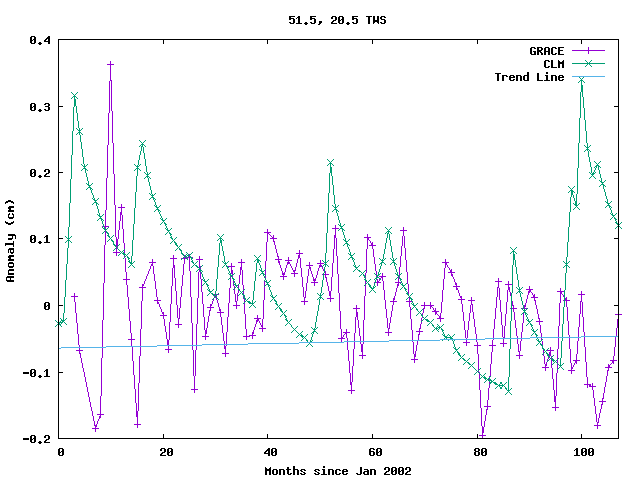 51.5, 20.5 TWS
GRACE
CLM
Trend Line
0.4
0.3
0.2
0.1
0
-0.1
-0.2
Anomaly (cm)
0 20 40 60 80 100
Months since Jan 2002